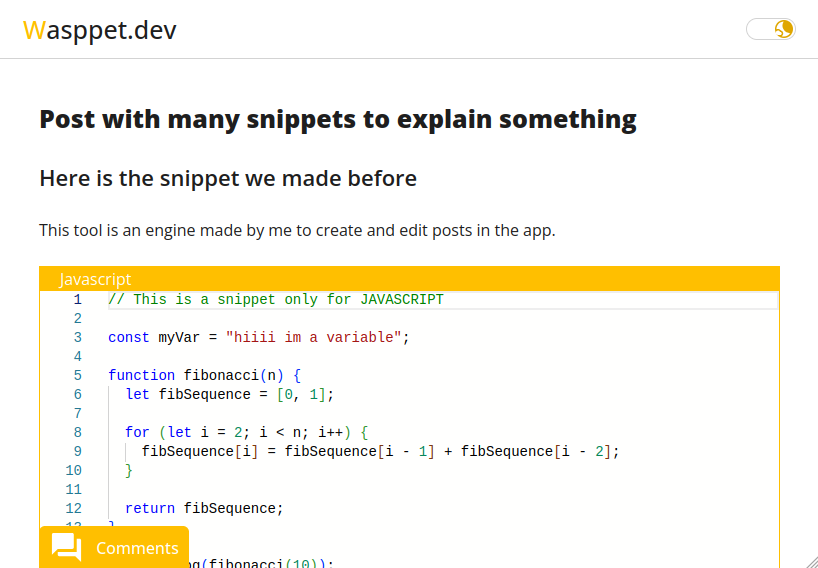 Wasppet.dev
Post with many snippets to explain something
Here is the snippet we made before
This tool is an engine made by me to create and edit posts in the app.
Javascript
1 // This is a snippet only for JAVASCRIPT
2
3 const myVar = "hiiii im a variable";
4
5 function fibonacci(n) {
6 let fibSequence = [0, 1];
7
8 for (let i = 2; i < n; i++) {
9 fibSequence[i] = fibSequence[i - 1] + fibSequence[i - 2];
10 }
11
12 return fibSequence;
13 }
Comments
(fibonacci(10));